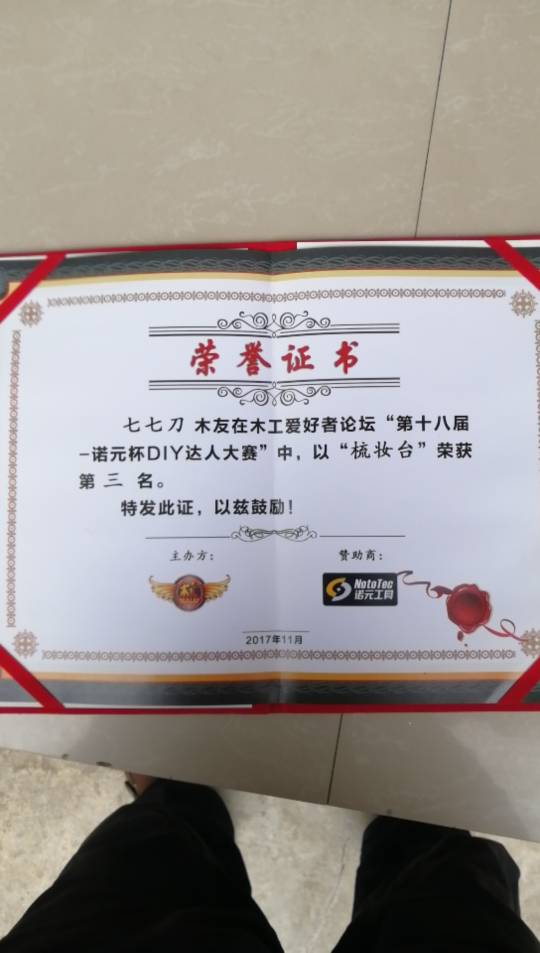 荣誉证书
七七刀 木友在木工爱好者论坛“第十八届
-诺元杯DIY达人大赛”中，以“梳妆台”荣获
第 三 名。
特发此证，以兹鼓励！
主办方： 赞助商：
NotoTec
诺元工具
2017年11月